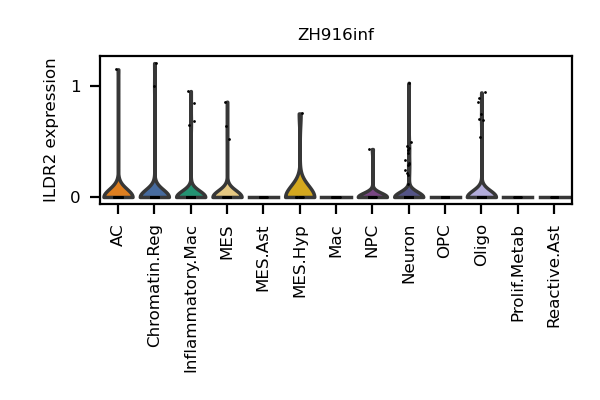 ZH916inf
ILDR2 expression
1
0
AC
Chromatin.Reg
Inflammatory.Mac
MES
MES.Ast
MES.Hyp
Mac
NPC
Neuron
OPC
Oligo
Prolif.Metab
Reactive.Ast